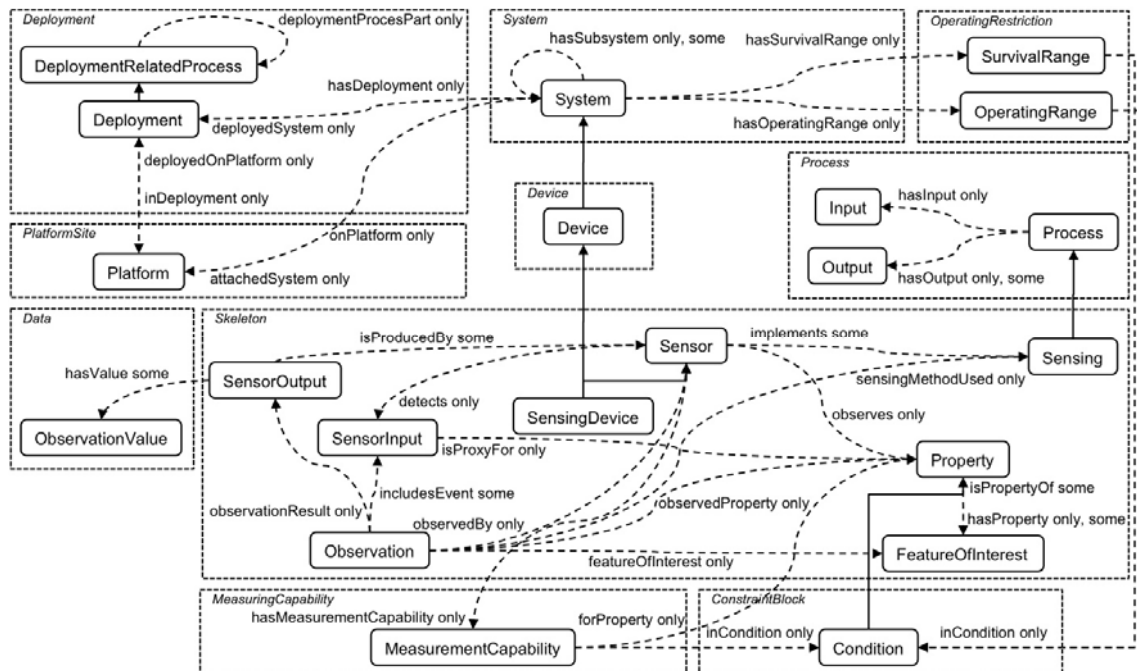 Deployment
deploymentProcesPart only
DeploymentRelatedProcess
hasDeployment only
Deployment
deployedSystem only
deployedOnPlatform only
inDeployment only
PlatformSite
onPlatform only
Platform
attachedSystem only
System
hasSubsystem only, some
hasSurvivalRange only
System
hasOperatingRange only
OperatingRestriction
SurvivalRange
OperatingRange
Device
Device
Process
hasInput only
Input
Process
Output
hasOutput only, some
Data
hasValue some
ObservationValue
Skeleton
isProducedBy some
Sensor
implements some
Sensing
SensorOutput
sensingMethodUsed only
detects only
SensingDevice
observes only
SensorInput
isProxyFor only
Property
isPropertyOf some
includesEvent some
observedProperty only
observationResult only
observedBy only
hasProperty only, some
Observation
featureOfInterest only
FeatureOfInterest
MeasuringCapability
hasMeasurementCapability only
forProperty only
MeasurementCapability
ConstraintBlock
inCondition only
Condition
inCondition only